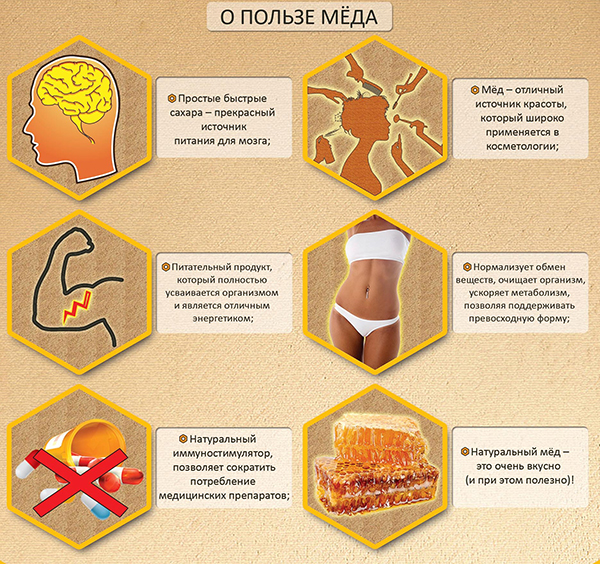 О ПОЛЬЗЕ МЁДА
Простые быстрые
сахара – прекрасный
источник
питания для мозга;
Мёд – отличный
источник красоты,
который широко
применяется в
косметологии;
Питательный продукт,
который полностью
усваивается организмом
и является отличным
энергетиком;
Нормализует обмен
веществ, очищает организм,
ускоряет метаболизм,
позволяя поддерживать
превосходную форму;
Натуральный
иммуностимулятор,
позволяет сократить
потребление
медицинских препаратов;
Натуральный мёд –
это очень вкусно
(и при этом полезно)!